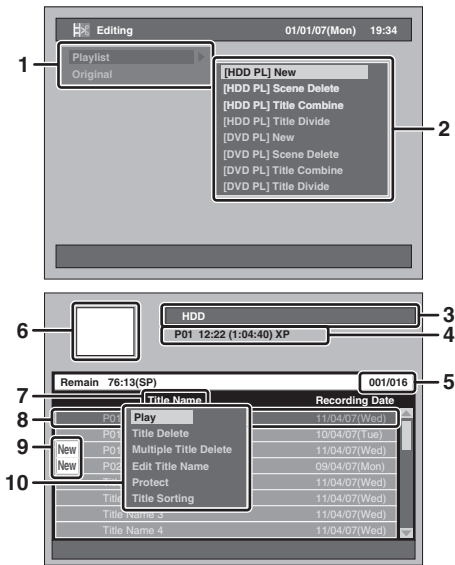 Editing 01/01/07(Mon) 19:34
1 Playlist
Original
[HDD PL] New
[HDD PL] Scene Delete
[HDD PL] Title Combine
[HDD PL] Title Divide
2
[DVD PL] New
[DVD PL] Scene Delete
[DVD PL] Title Combine
[DVD PL] Title Divide
6
HDD 3
P01 12:22 (1:04:40) XP 4
Remain 76:13(SP) 001/016 5
7 Title Name Recording Date
8 P01 Play 11/04/07(Wed)
P01 Title Delete 10/04/07(Tue)
9 New P01 Multiple Title Delete 11/04/07(Wed)
New P02 Edit Title Name 09/04/07(Mon)
10 Protect 11/04/07(Wed)
Title Title Sorting 11/04/07(Wed)
Title Name 3 11/04/07(Wed)
Title Name 4 11/04/07(Wed)